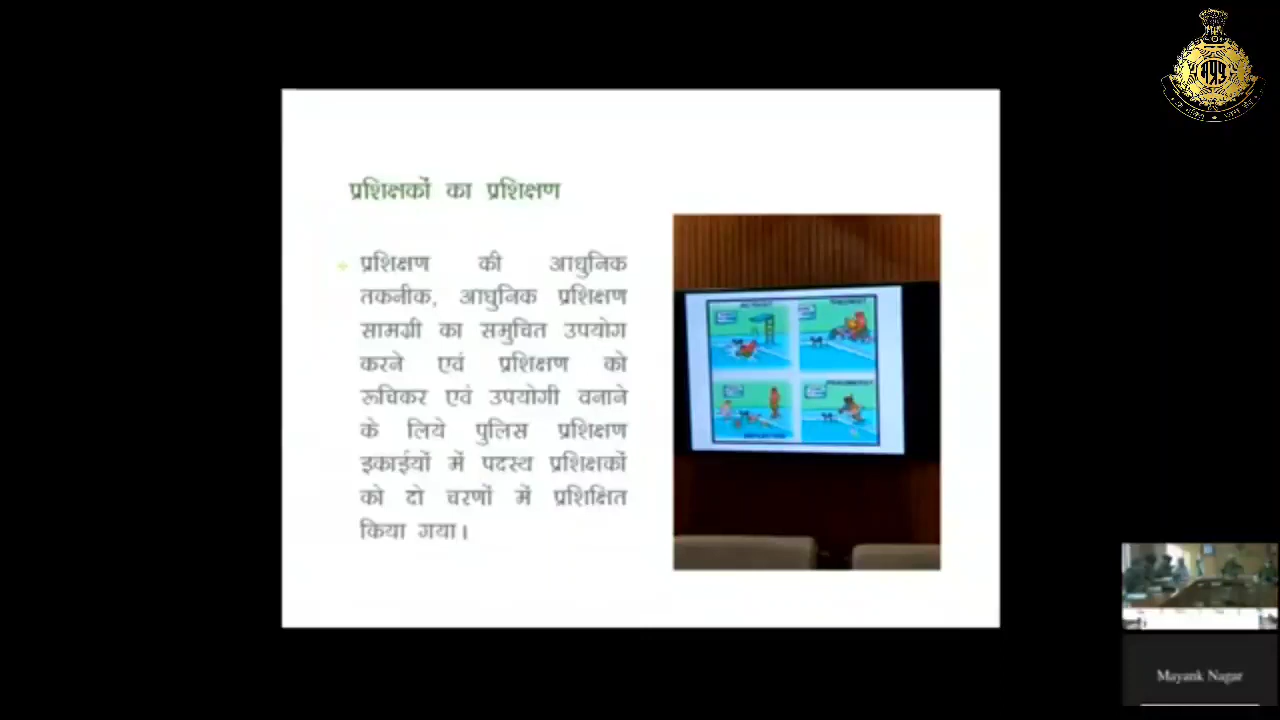 प्रशिक्षकों का प्रशिक्षण
प्रशिक्षण की आधुनिक
तकनीक, आधुनिक प्रशिक्षण
सामग्री का समुचित उपयोग
करने एवं प्रशिक्षण को
रूचिकर एवं उपयोगी वनाने
के लिये पुलिस प्रशिक्षण
इकाईयों में पदस्थ प्रशिक्षकों
को दो चरणों में प्रशिक्षित
किया गया।
Mayank Nagar